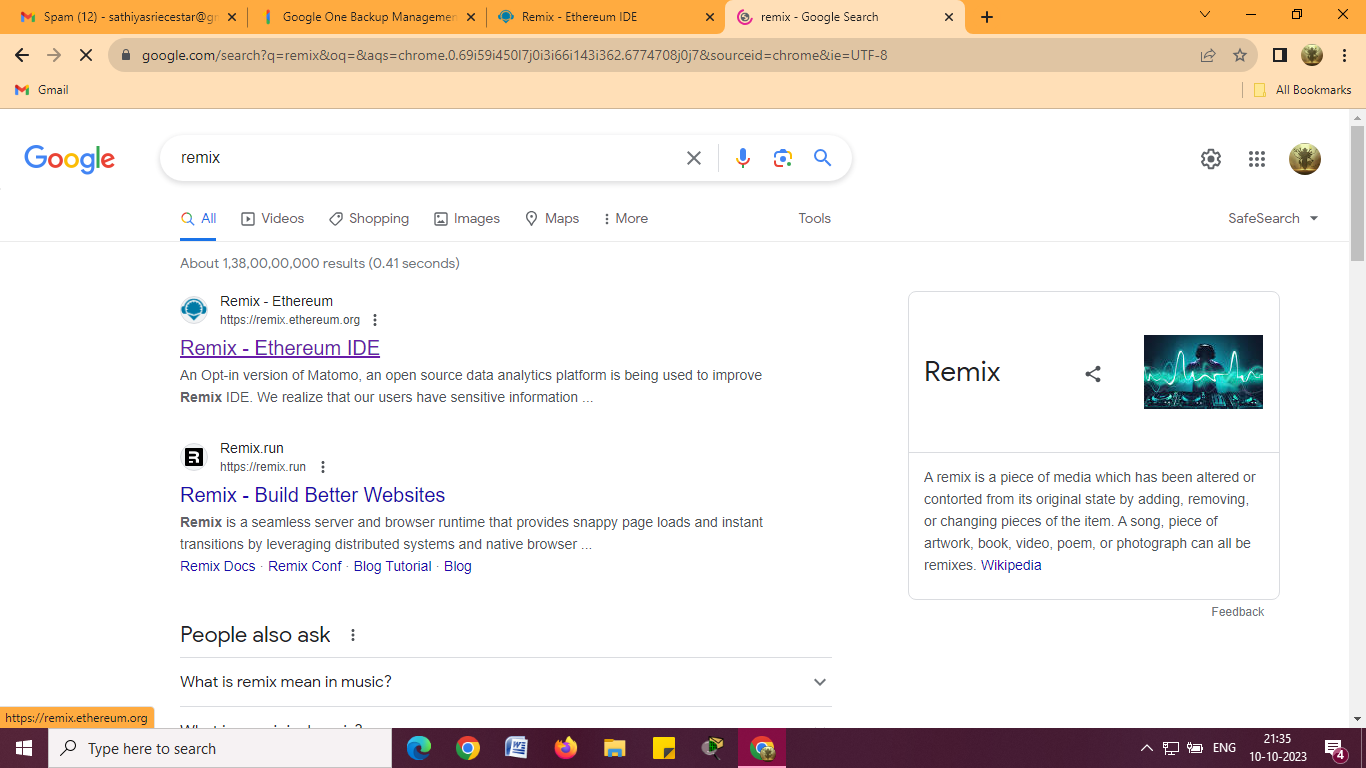 Spam (12) - sathiyasriecestar@gr
Google One Backup Managemen
Remix - Ethereum IDE
remix - Google Search
google.com/search?q=remix&oq=&aqs=chrome.0.69i59i450l7j0i3i66i143i362.6774708j0j7&sourceid=chrome&ie=UTF-8
Gmail
All Bookmarks
Google
remix
All
Videos
Shopping
Images
Maps
More
Tools
SafeSearch
About 1,38,00,00,000 results (0.41 seconds)
Remix - Ethereum
https://remix.ethereum.org
Remix - Ethereum IDE
An Opt-in version of Matomo, an open source data analytics platform is being used to improve
Remix IDE. We realize that our users have sensitive information ...
Remix.run
https://remix.run
Remix - Build Better Websites
Remix is a seamless server and browser runtime that provides snappy page loads and instant
transitions by leveraging distributed systems and native browser ...
Remix Docs · Remix Conf · Blog Tutorial · Blog
People also ask
What is remix mean in music?
Remix
A remix is a piece of media which has been altered or
contorted from its original state by adding, removing,
or changing pieces of the item. A song, piece of
artwork, book, video, poem, or photograph can all be
remixes. Wikipedia
Feedback
https://remix.ethereum.org
Type here to search
ENG
21:35
10-10-2023
4